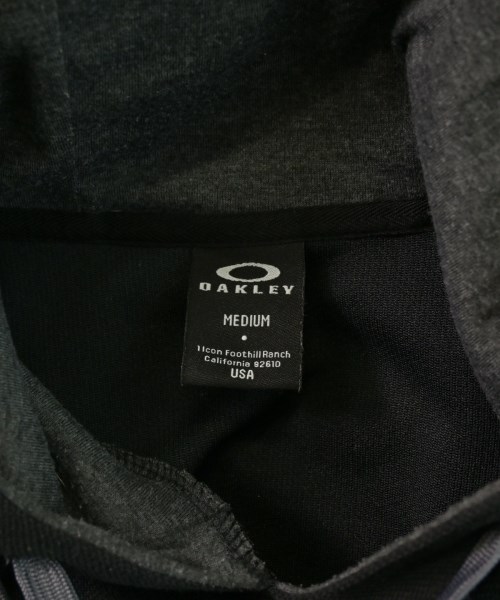 OAKLEY
MEDIUM
1 Icon Foothill Ranch
California 92610
USA